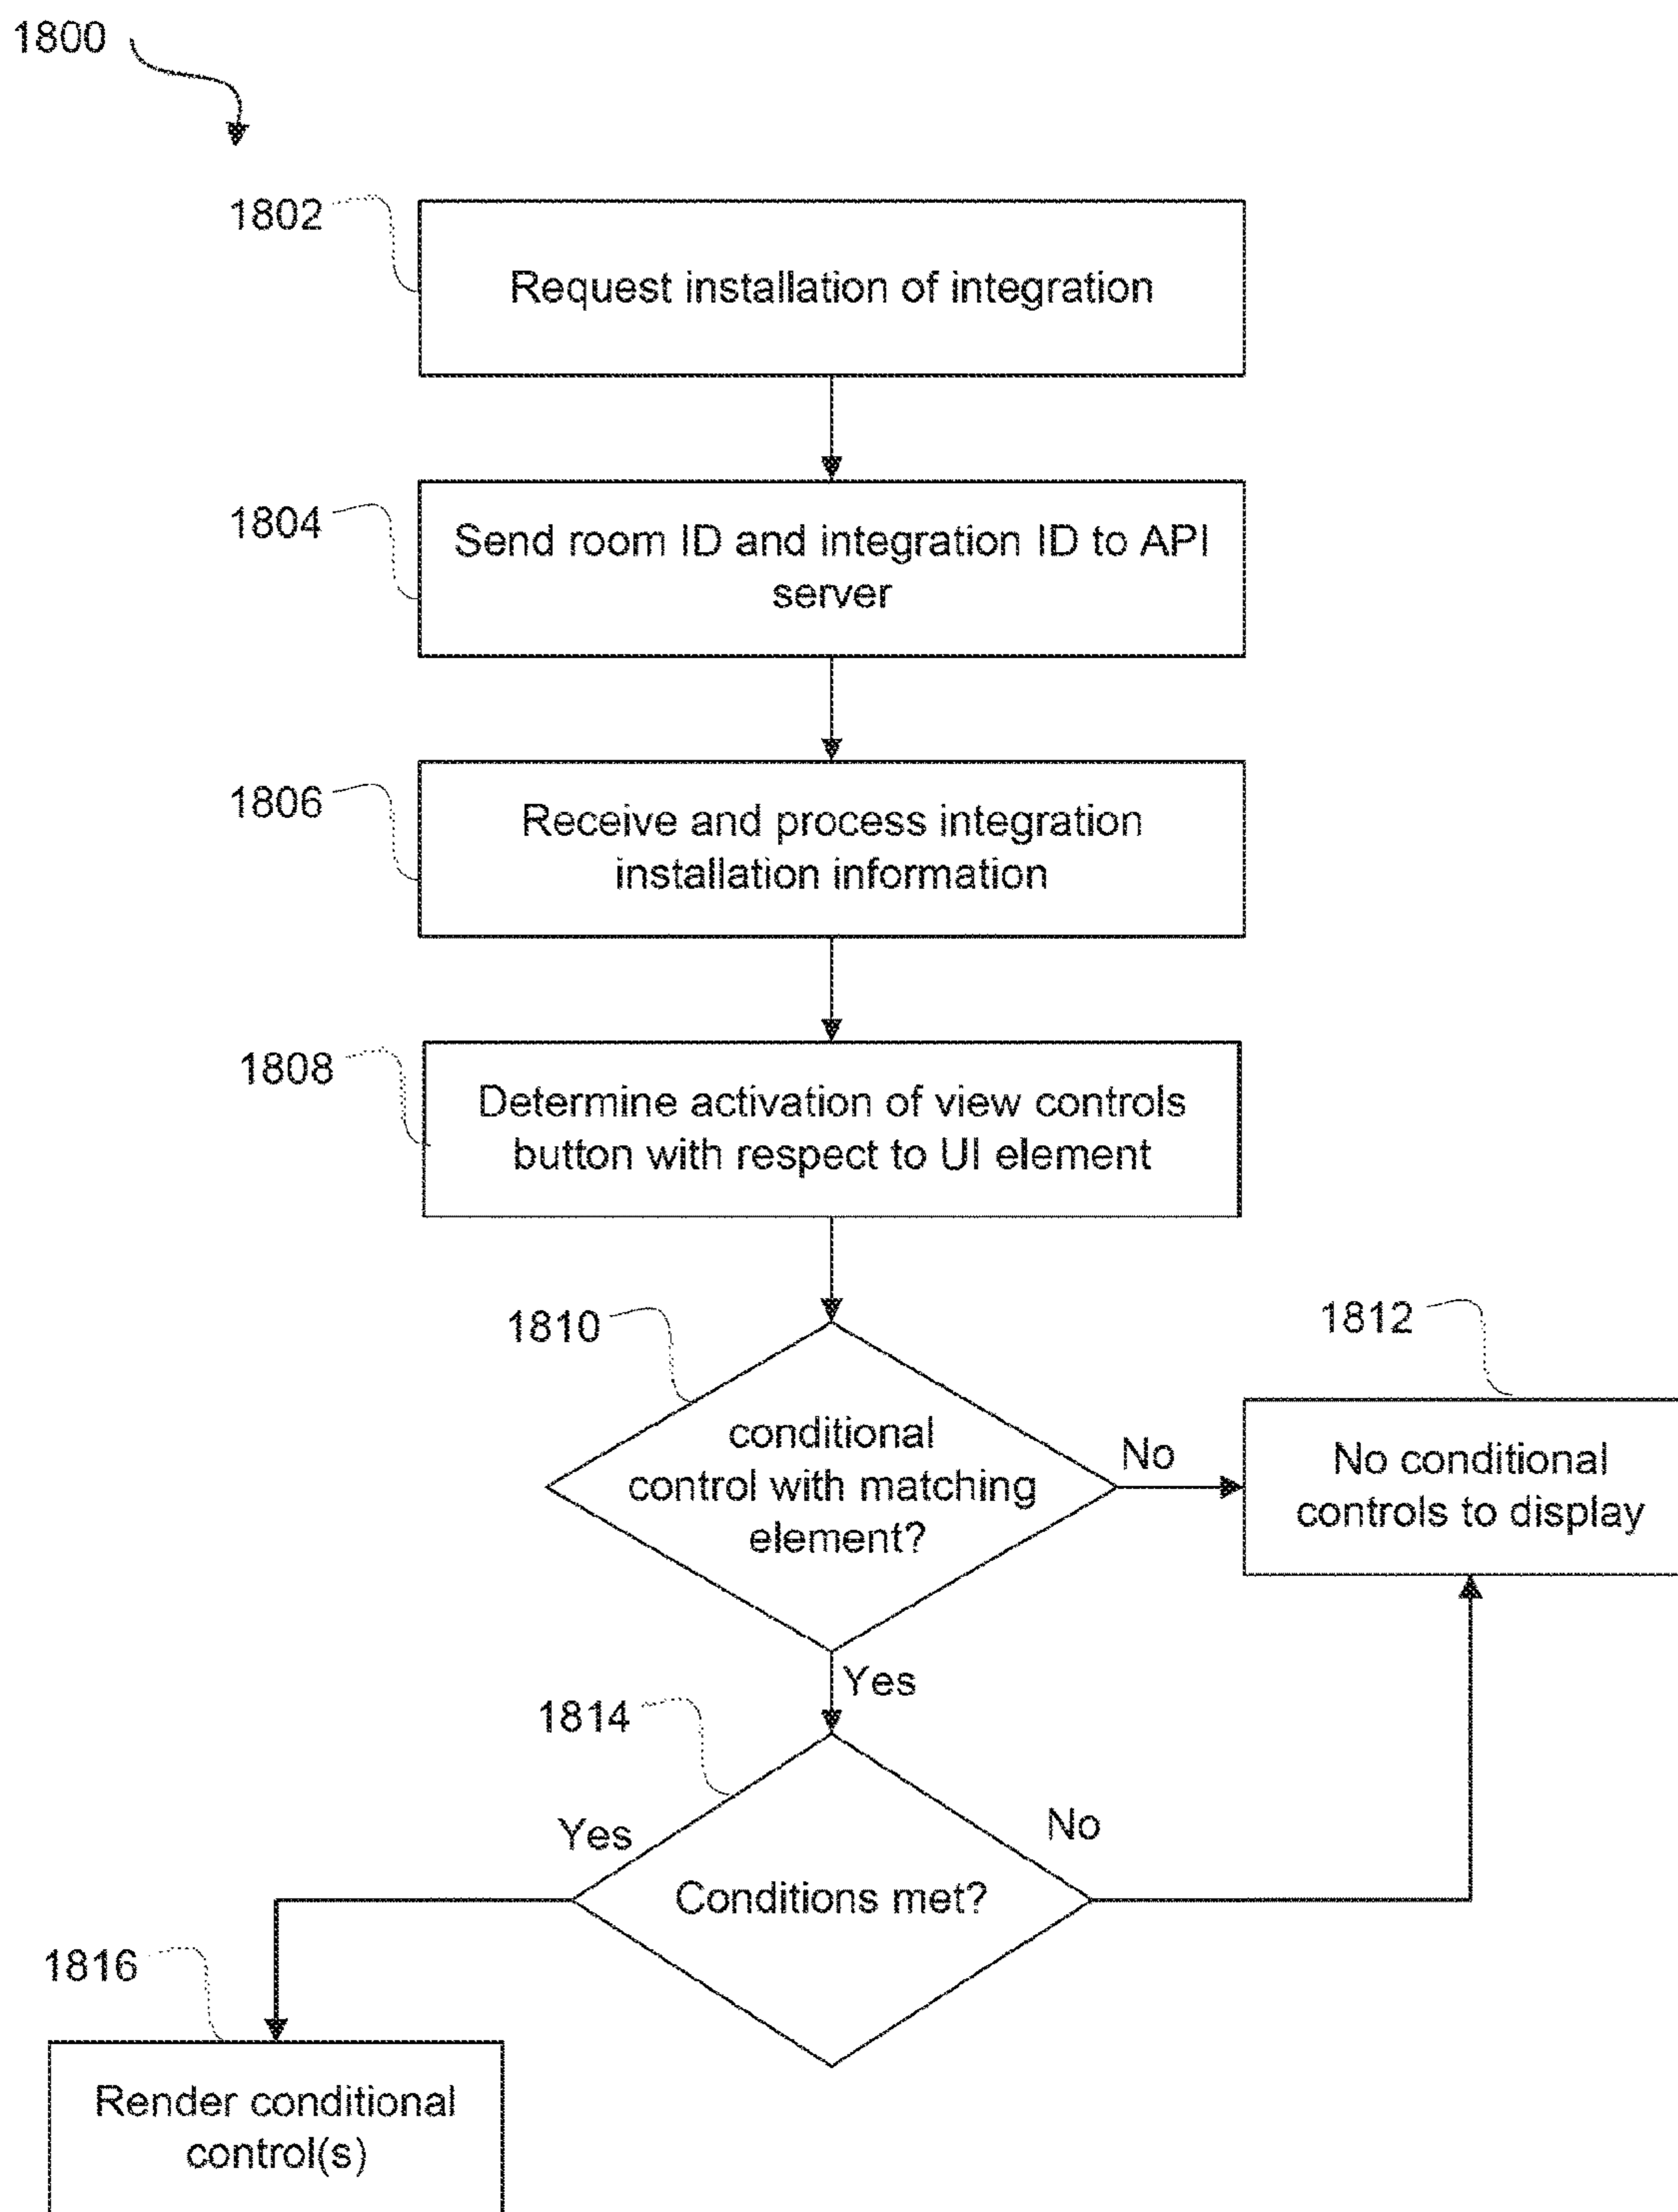 1800
1802
Request installation of integration
1804
Send room ID and integration ID to API
server
1806
Receive and process integration
installation information
1808
Determine activation of view controls
button with respect to UI element
1810
conditional
control with matching
element?
No
1812
No conditional
controls to display
Yes
1814
Yes
Conditions met?
No
1816
Render conditional
control(s)